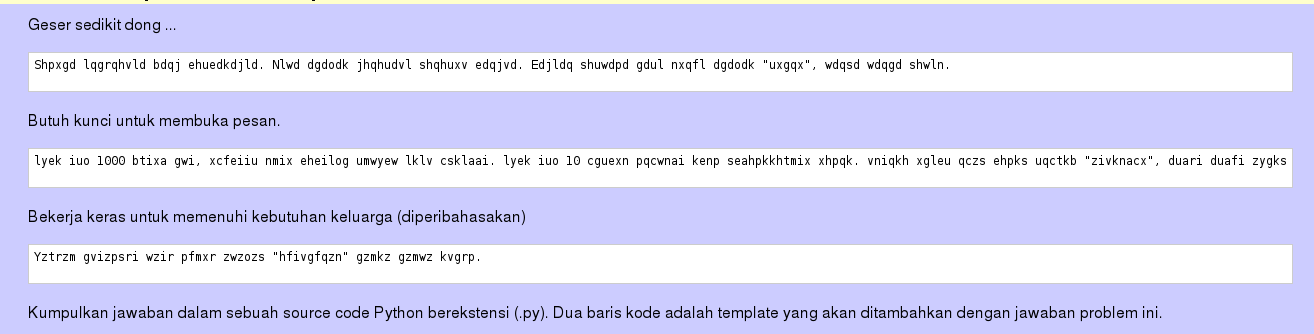 Geser sedikit dong ...
Shpxgd lqgrqhvld bdqj ehuedkdjld. Nlwd dgdodk jhqhudvl shqhuxv edqjvd. Edjldq shuwdpd gdul nxqfl dgdodk "uxgqx", wdqsd wdqgd shwln.
Butuh kunci untuk membuka pesan.
lyek iuo 1000 btixa gwi, xcfeiiu nmix eheilog umwyew lklv csklaai. lyek iuo 10 cguexn pqcwnai kenp seahpkkhtmix xhpqk. vniqkh xgleu qczs ehpks uqctkb "zivknacx", duari duafi zygks
Bekerja keras untuk memenuhi kebutuhan keluarga (diperibahasakan)
Yztrzm gvizpsri wzir pfmxr zwzozs "hfivgfqzn" gzmkz gzmwz kvgrp.
Kumpulkan jawaban dalam sebuah source code Python berekstensi (.py). Dua baris kode adalah template yang akan ditambahkan dengan jawaban problem ini.